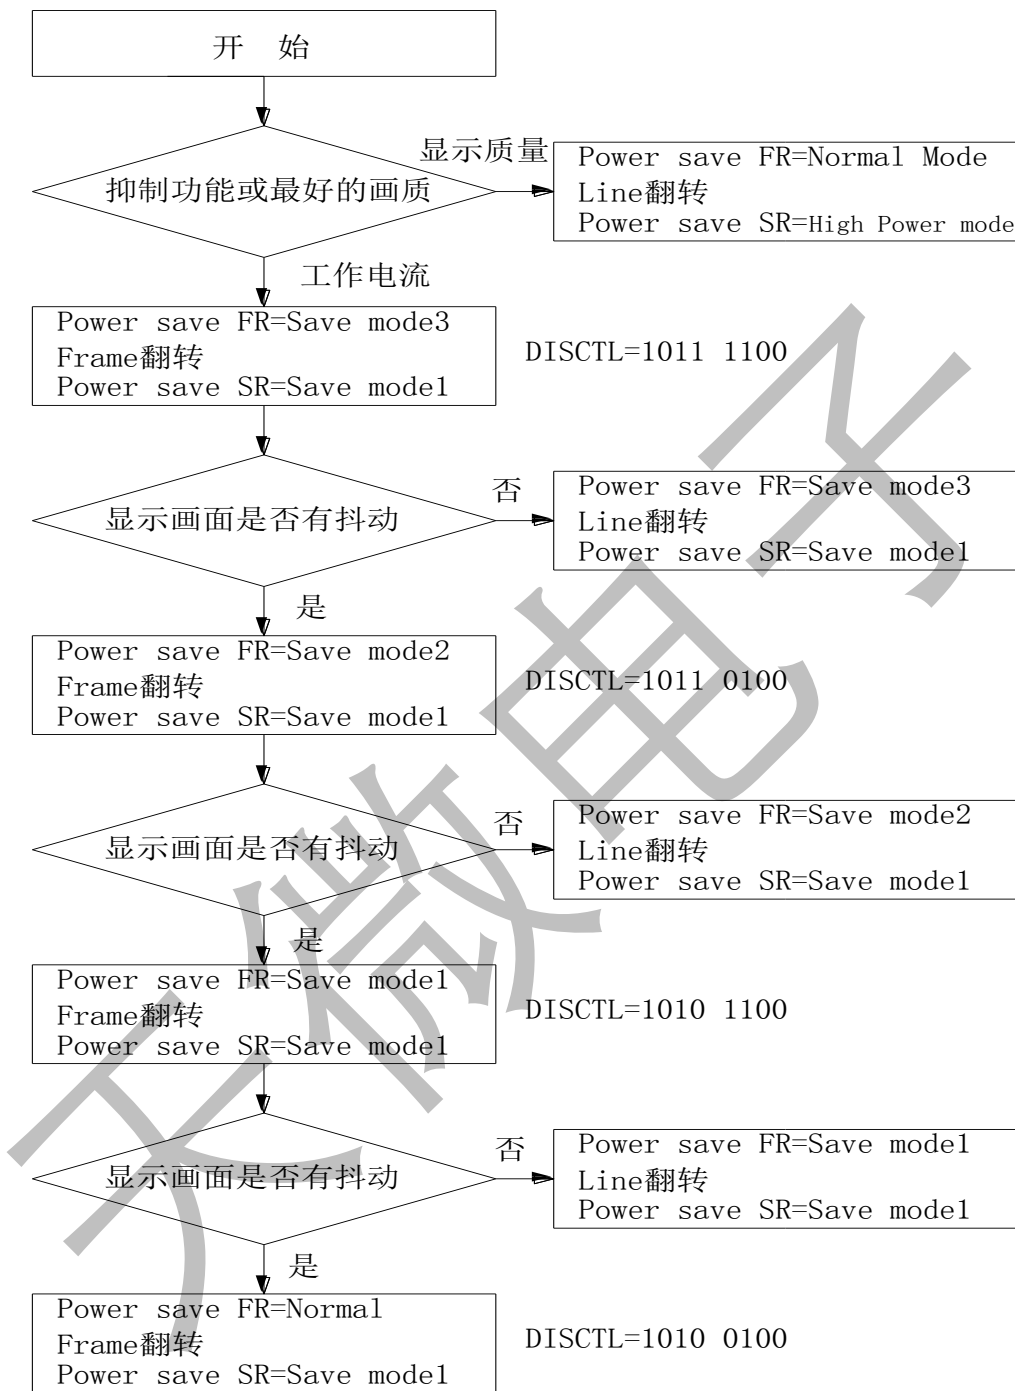 开 始
抑制功能或最好的画质
显示质量
Power save FR=Normal Mode
Line翻转
Power save SR=High Power mode
工作电流
Power save FR=Save mode3
Frame翻转
Power save SR=Save mode1
DISCTL=1011 1100
显示画面是否有抖动
否
Power save FR=Save mode3
Line翻转
Power save SR=Save mode1
是
Power save FR=Save mode2
Frame翻转
Power save SR=Save mode1
DISCTL=1011 0100
显示画面是否有抖动
否
Power save FR=Save mode2
Line翻转
Power save SR=Save mode1
是
Power save FR=Save mode1
Frame翻转
Power save SR=Save mode1
DISCTL=1010 1100
显示画面是否有抖动
否
Power save FR=Save mode1
Line翻转
Power save SR=Save mode1
是
Power save FR=Normal
Frame翻转
Power save SR=Save mode1
DISCTL=1010 0100
天微电子